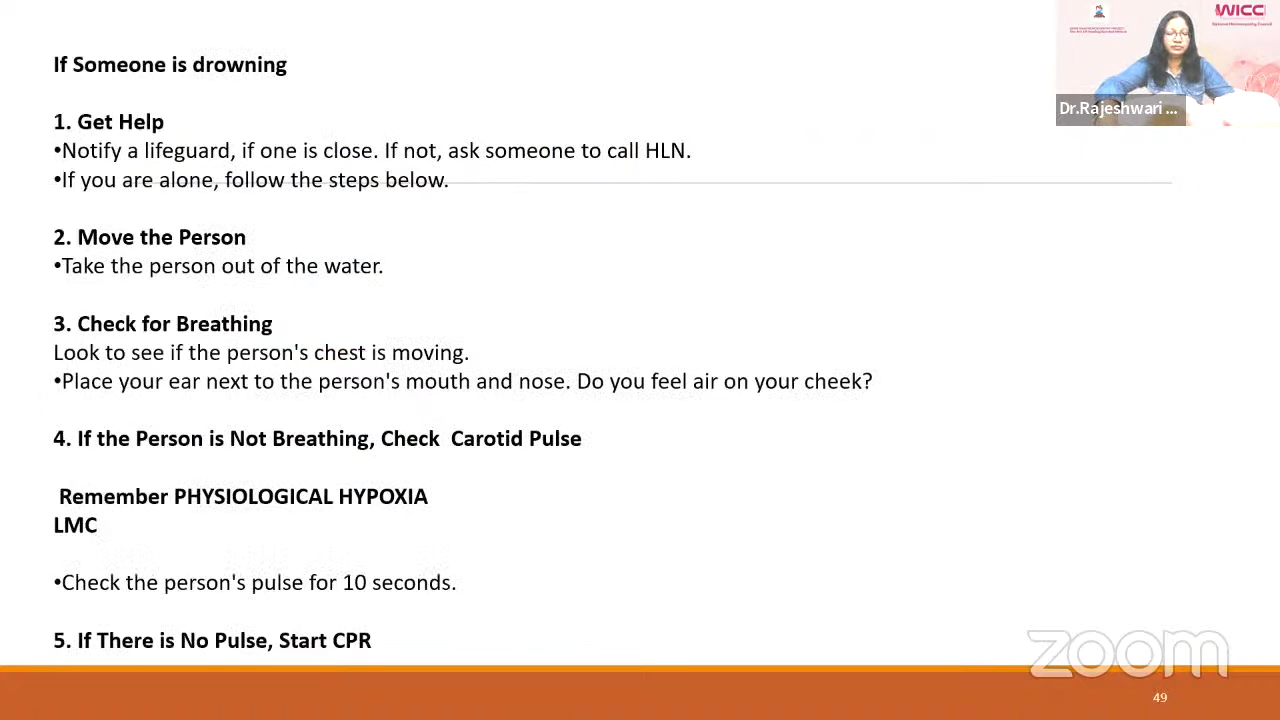 If Someone is drowning
1. Get Help
•Notify a lifeguard, if one is close. If not, ask someone to call HLN.
•If you are alone, follow the steps below.
2. Move the Person
•Take the person out of the water.
3. Check for Breathing
Look to see if the person's chest is moving.
•Place your ear next to the person's mouth and nose. Do you feel air on your cheek?
4. If the Person is Not Breathing, Check  Carotid Pulse
Remember PHYSIOLOGICAL HYPOXIA
LMC
•Check the person's pulse for 10 seconds.
5. If There is No Pulse, Start CPR
WICC
Dr.Rajeshwari ...
zoom
49